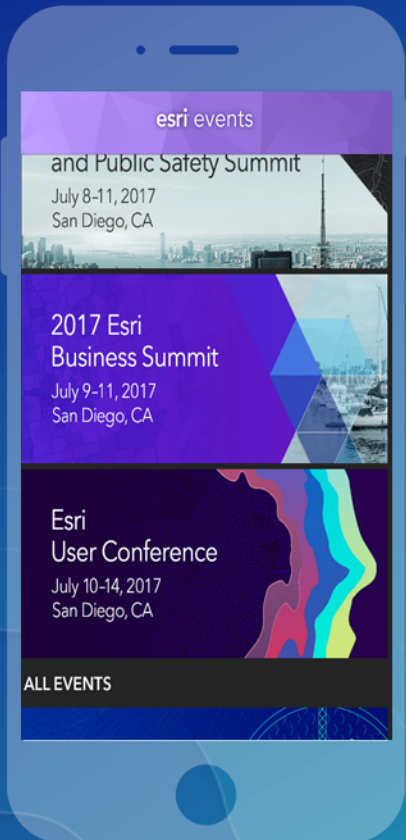 esri events
and Public Safety Summit
July 8-11, 2017
San Diego, CA
2017 Esri
Business Summit
July 9-11, 2017
San Diego, CA
Esri
User Conference
July 10-14, 2017
San Diego, CA
ALL EVENTS